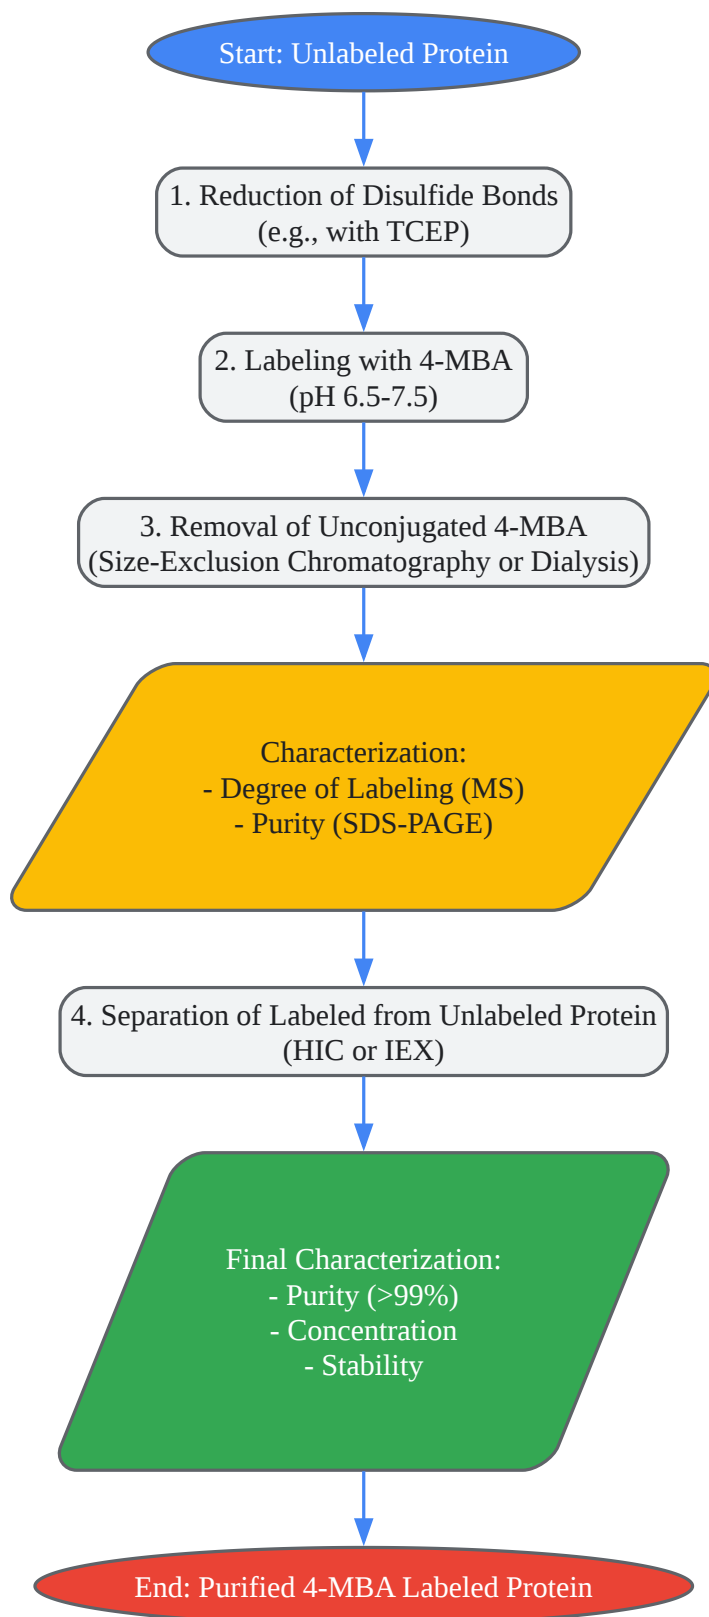 Start: Unlabeled Protein
1. Reduction of Disulfide Bonds
(e.g., with TCEP)
2. Labeling with 4-MBA
(pH 6.5-7.5)
3. Removal of Unconjugated 4-MBA
(Size-Exclusion Chromatography or Dialysis)
Characterization:
- Degree of Labeling (MS)
- Purity (SDS-PAGE)
4. Separation of Labeled from Unlabeled Protein
(HIC or IEX)
Final Characterization:
- Purity (>99%)
- Concentration
- Stability
End: Purified 4-MBA Labeled Protein